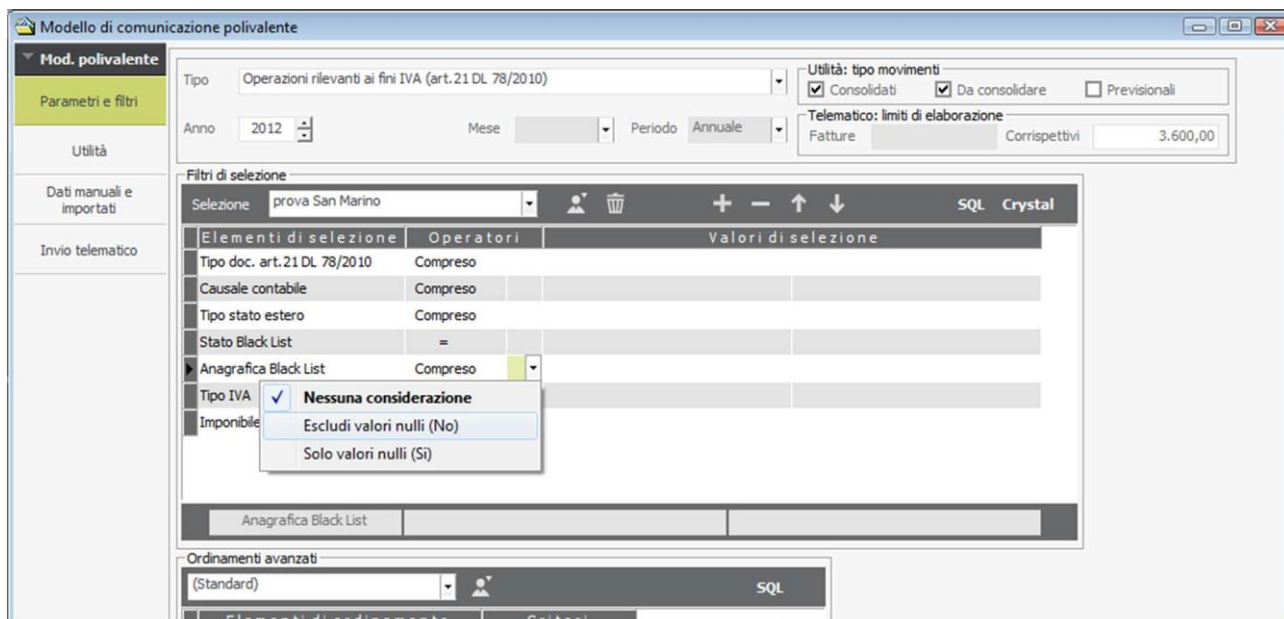 Modello di comunicazione polivalente
Mod. polivalente
Parametri e filtri
Utilità
Dati manuali e
importati
Invio telematico
Tipo Operazioni rilevanti ai fini IVA (art.21 DL 78/2010)
Anno 2012 Mese Periodo Annuale
Utilità: tipo movimenti
Consolidati Da consolidare Previsionali
Telematico: limiti di elaborazione
Fatture Corrispettivi 3.600,00
Filtri di selezione
Selezione prova San Marino SQL Crystal
Elementi di selezione Operatori Valori di selezione
Tipo doc. art.21 DL 78/2010 Compreso
Causale contabile Compreso
Tipo stato estero Compreso
Stato Black List =
Anagrafica Black List Compreso
Tipo IVA
Imponibile
Nessuna considerazione
Escludi valori nulli (No)
Solo valori nulli (Si)
Anagrafica Black List
Ordinamenti avanzati
(Standard) SQL
Elementi di ordinamento Criteri